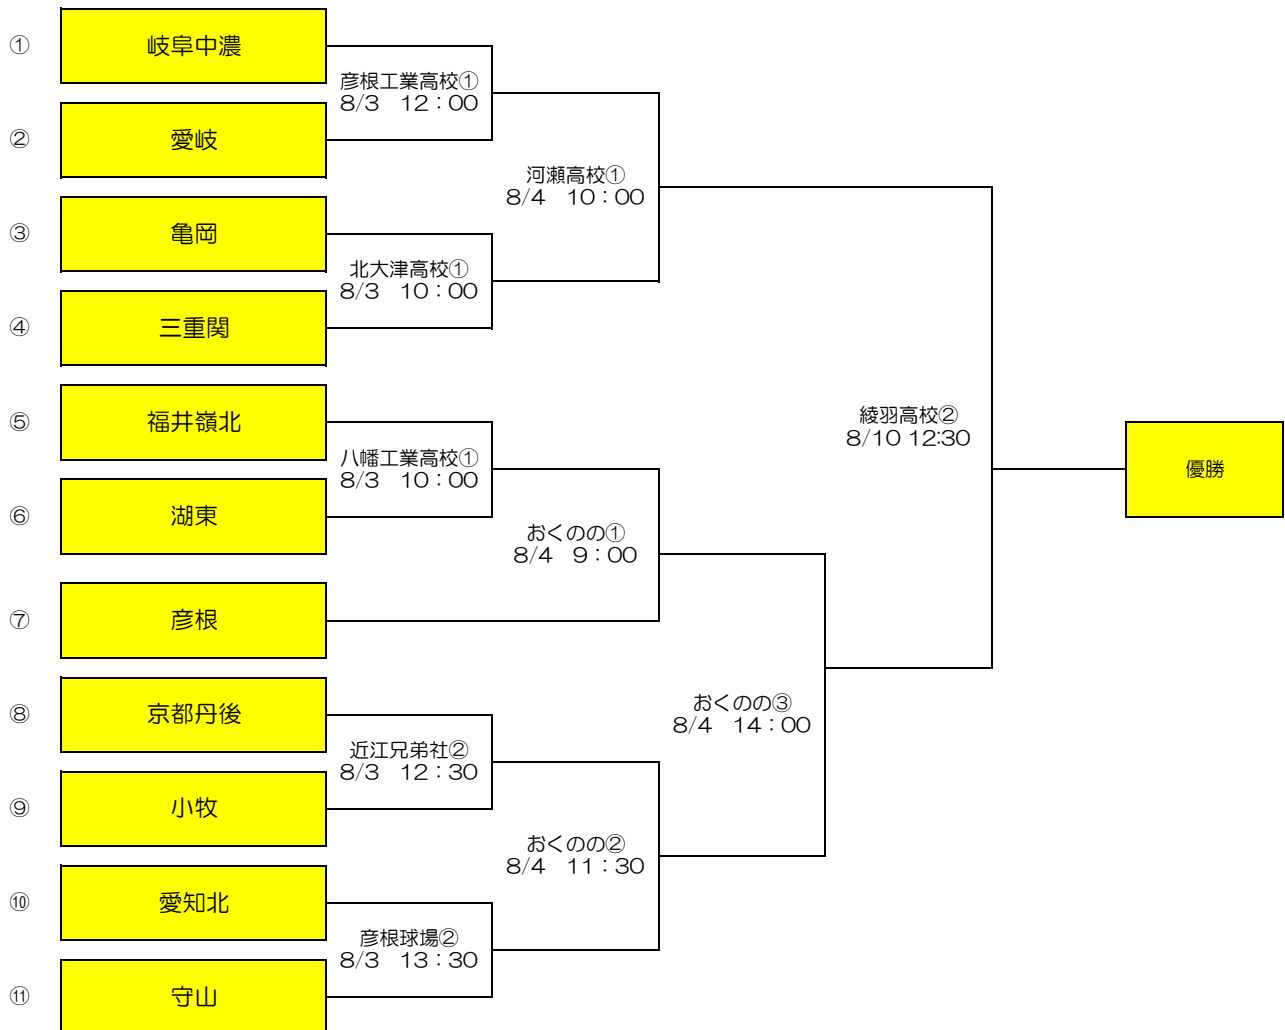 ① 岐阜中濃
彦根工業高校①
8/3 12：00
② 愛岐
河瀬高校①
8/4 10：00
③ 亀岡
北大津高校①
8/3 10：00
④ 三重関
⑤ 福井嶺北
綾羽高校②
8/10 12:30
八幡工業高校①
8/3 10：00
優勝
⑥ 湖東
おくのの①
8/4 9：00
⑦ 彦根
⑧ 京都丹後
おくのの③
8/4 14：00
近江兄弟社②
8/3 12：30
⑨ 小牧
おくのの②
8/4 11：30
⑩ 愛知北
彦根球場②
8/3 13：30
⑪ 守山